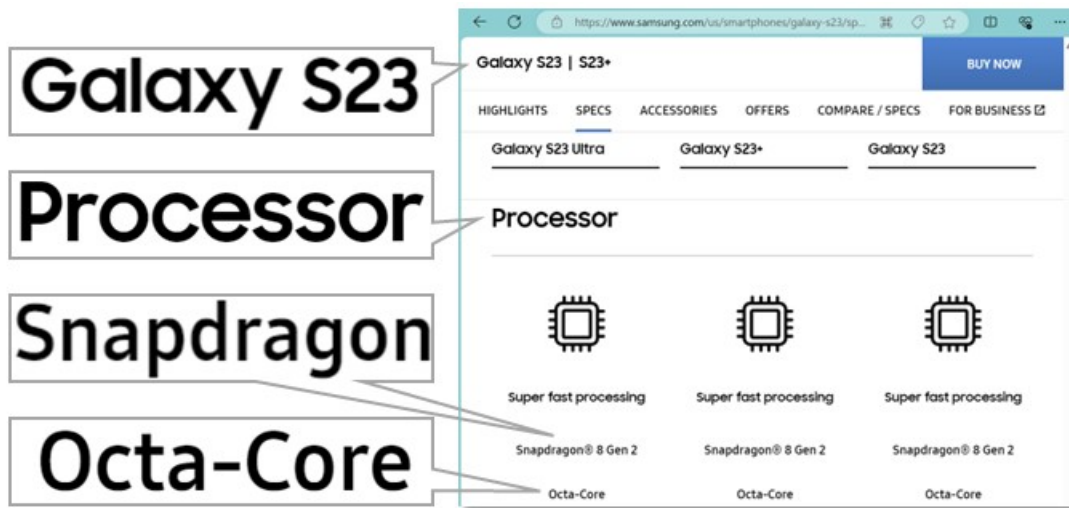 Galaxy S23
Processor
Snapdragon
Octa-Core
https://www.samsung.com/us/smartphones/galaxy-s23/sp...
Galaxy S23 | S23+
BUY NOW
HIGHLIGHTS SPECS ACCESSORIES OFFERS COMPARE / SPECS FOR BUSINESS
Galaxy S23 Ultra Galaxy S23+ Galaxy S23
Processor
Super fast processing Super fast processing Super fast processing
Snapdragon® 8 Gen 2 Snapdragon® 8 Gen 2 Snapdragon® 8 Gen 2
Octa-Core Octa-Core Octa-Core